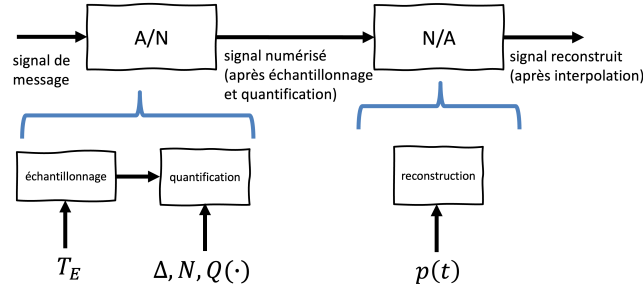 A/N
N/A
signal de
message
signal numérisé
(après échantillonnage
et quantification)
signal reconstruit
(après interpolation)
échantillonnage
quantification
reconstruction
T_E
Δ, N, Q(·)
p(t)